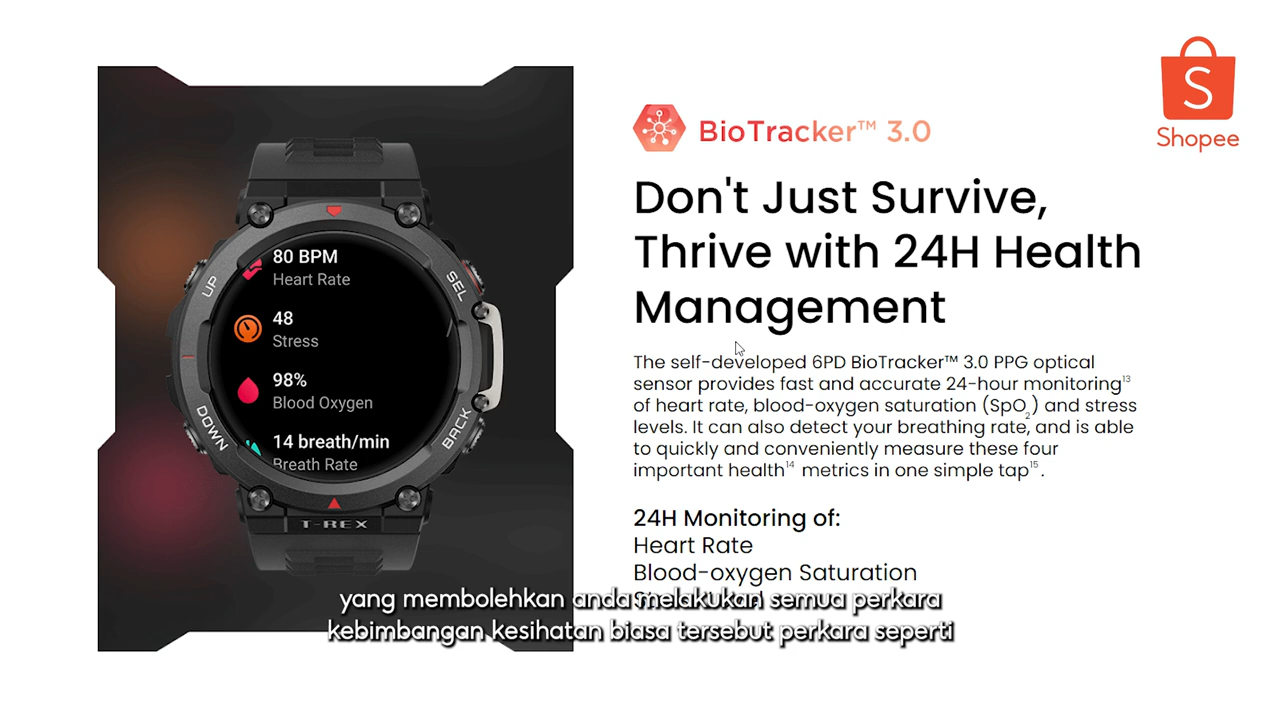 80 BPM
Heart Rate
48
Stress
98%
Blood Oxygen
14 breath/min
Breath Rate
UP
SEL
DOWN
BACK
T-REX
BioTracker™ 3.0
Don't Just Survive,
Thrive with 24H Health
Management
The self-developed 6PD BioTracker™ 3.0 PPG optical
sensor provides fast and accurate 24-hour monitoring¹³
of heart rate, blood-oxygen saturation (SpO₂) and stress
levels. It can also detect your breathing rate, and is able
to quickly and conveniently measure these four
important health¹⁴ metrics in one simple tap¹⁵.
24H Monitoring of:
Heart Rate
Blood-oxygen Saturation
yang membolehkan anda melakukan semua perkara
kebimbangan kesihatan biasa tersebut perkara seperti
S
Shopee